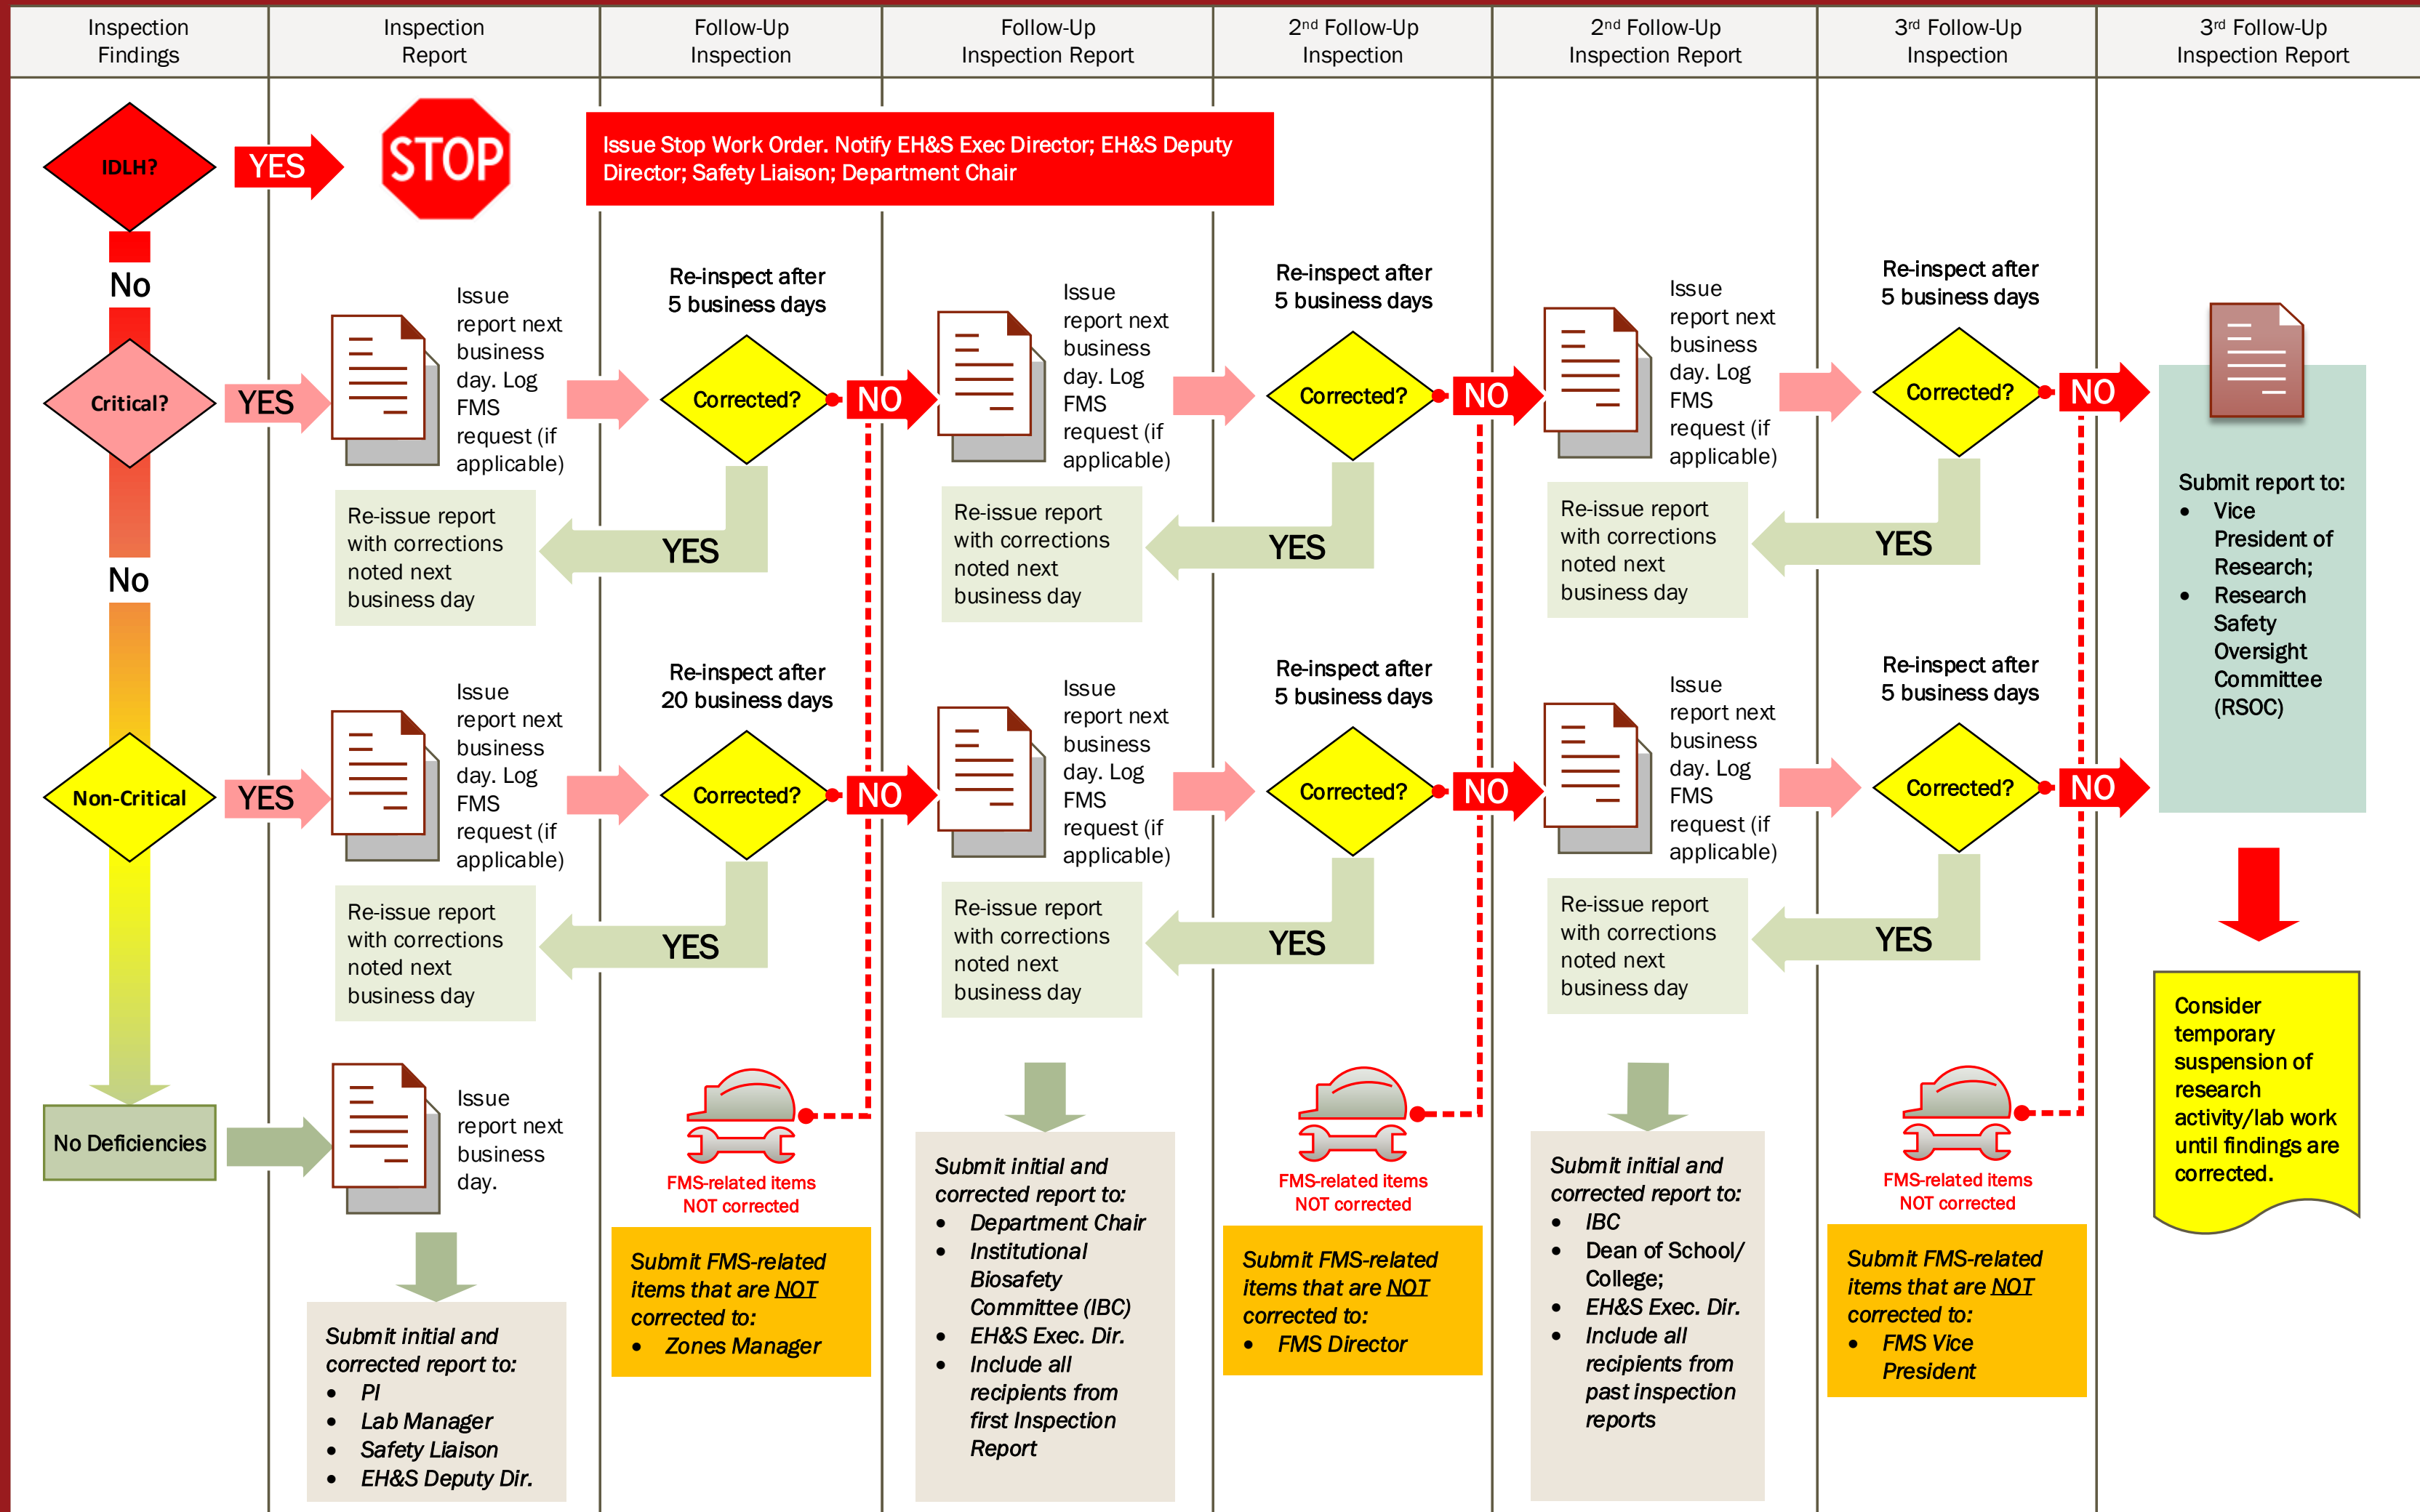 Inspection
Findings
Inspection
Report
Follow-Up
Inspection
Follow-Up
Inspection Report
2nd Follow-Up
Inspection
2nd Follow-Up
Inspection Report
3rd Follow-Up
Inspection
3rd Follow-Up
Inspection Report
IDLH?
YES
STOP
Issue Stop Work Order. Notify EH&S Exec Director; EH&S Deputy
Director; Safety Liaison; Department Chair
No
Critical?
YES
Issue
report next
business
day. Log
FMS
request (if
applicable)
Re-inspect after
5 business days
Corrected?
NO
Issue
report next
business
day. Log
FMS
request (if
applicable)
Re-inspect after
5 business days
Corrected?
NO
Issue
report next
business
day. Log
FMS
request (if
applicable)
Re-inspect after
5 business days
Corrected?
NO
Re-issue report
with corrections
noted next
business day
YES
Re-issue report
with corrections
noted next
business day
YES
Re-issue report
with corrections
noted next
business day
YES
Submit report to:
• Vice
President of
Research;
• Research
Safety
Oversight
Committee
(RSOC)
No
Non-Critical
YES
Issue
report next
business
day. Log
FMS
request (if
applicable)
Re-inspect after
20 business days
Corrected?
NO
Issue
report next
business
day. Log
FMS
request (if
applicable)
Re-inspect after
5 business days
Corrected?
NO
Issue
report next
business
day. Log
FMS
request (if
applicable)
Re-inspect after
5 business days
Corrected?
NO
Re-issue report
with corrections
noted next
business day
YES
Re-issue report
with corrections
noted next
business day
YES
Re-issue report
with corrections
noted next
business day
YES
Consider
temporary
suspension of
research
activity/lab work
until findings are
corrected.
No Deficiencies
Issue
report next
business
day.
Submit initial and
corrected report to:
• PI
• Lab Manager
• Safety Liaison
• EH&S Deputy Dir.
FMS-related items
NOT corrected
Submit FMS-related
items that are NOT
corrected to:
• Zones Manager
Submit initial and
corrected report to:
• Department Chair
• Institutional
Biosafety
Committee (IBC)
• EH&S Exec. Dir.
• Include all
recipients from
first Inspection
Report
FMS-related items
NOT corrected
Submit FMS-related
items that are NOT
corrected to:
• FMS Director
Submit initial and
corrected report to:
• IBC
• Dean of School/
College;
• EH&S Exec. Dir.
• Include all
recipients from
past inspection
reports
FMS-related items
NOT corrected
Submit FMS-related
items that are NOT
corrected to:
• FMS Vice
President